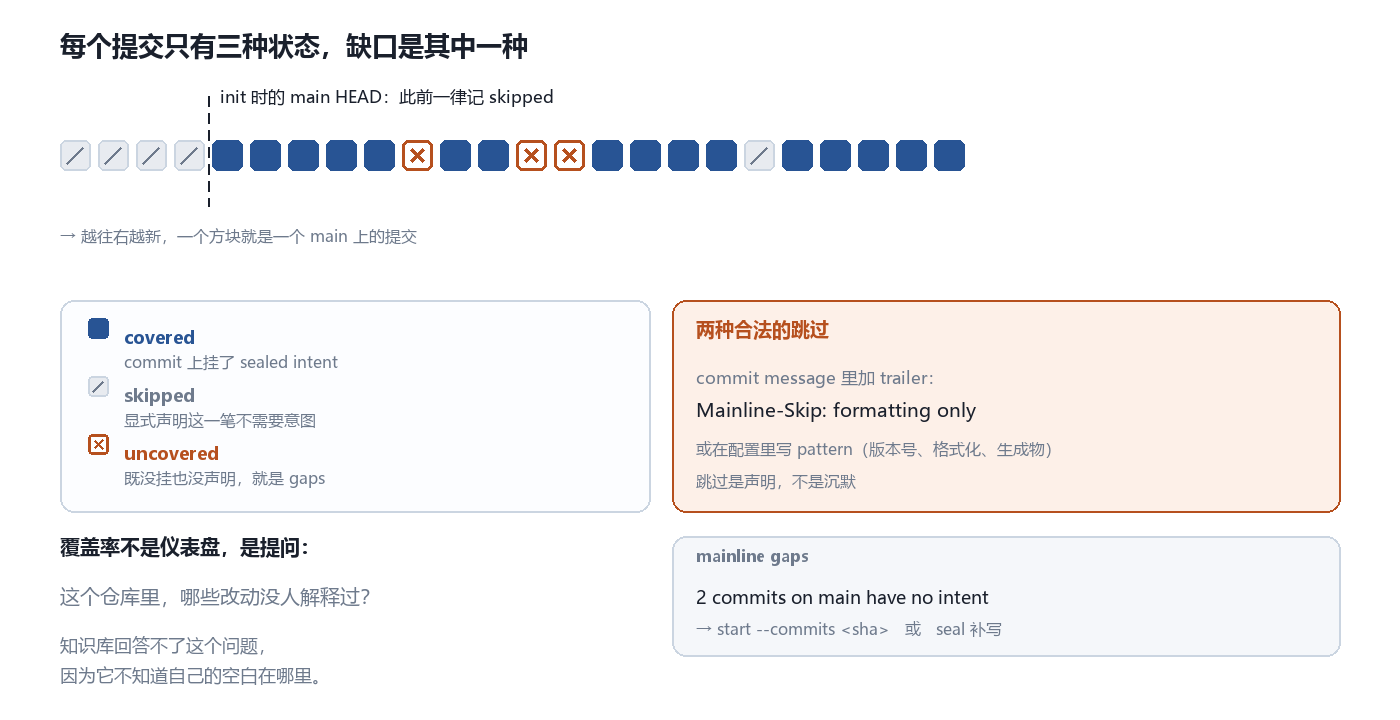 每个提交只有三种状态，缺口是其中一种
init 时的 main HEAD：此前一律记 skipped
→ 越往右越新，一个方块就是一个 main 上的提交
covered
commit 上挂了 sealed intent
skipped
显式声明这一笔不需要意图
uncovered
既没挂也没声明，就是 gaps
两种合法的跳过
commit message 里加 trailer：
Mainline-Skip: formatting only
或在配置里写 pattern（版本号、格式化、生成物）
跳过是声明，不是沉默
覆盖率不是仪表盘，是提问：
这个仓库里，哪些改动没人解释过？
知识库回答不了这个问题，
因为它不知道自己的空白在哪里。
mainline gaps
2 commits on main have no intent
→ start --commits <sha> 或 seal 补写